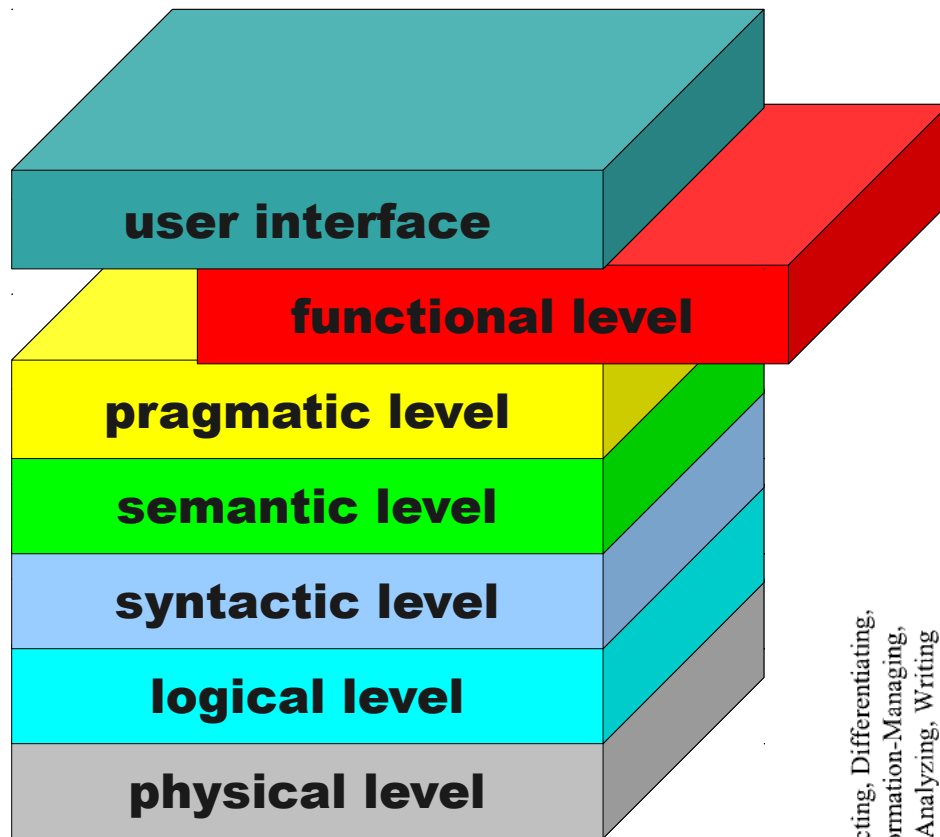 user interface
functional level
pragmatic level
semantic level
syntactic level
logical level
physical level
Differentiating,
Analyzing, Writing